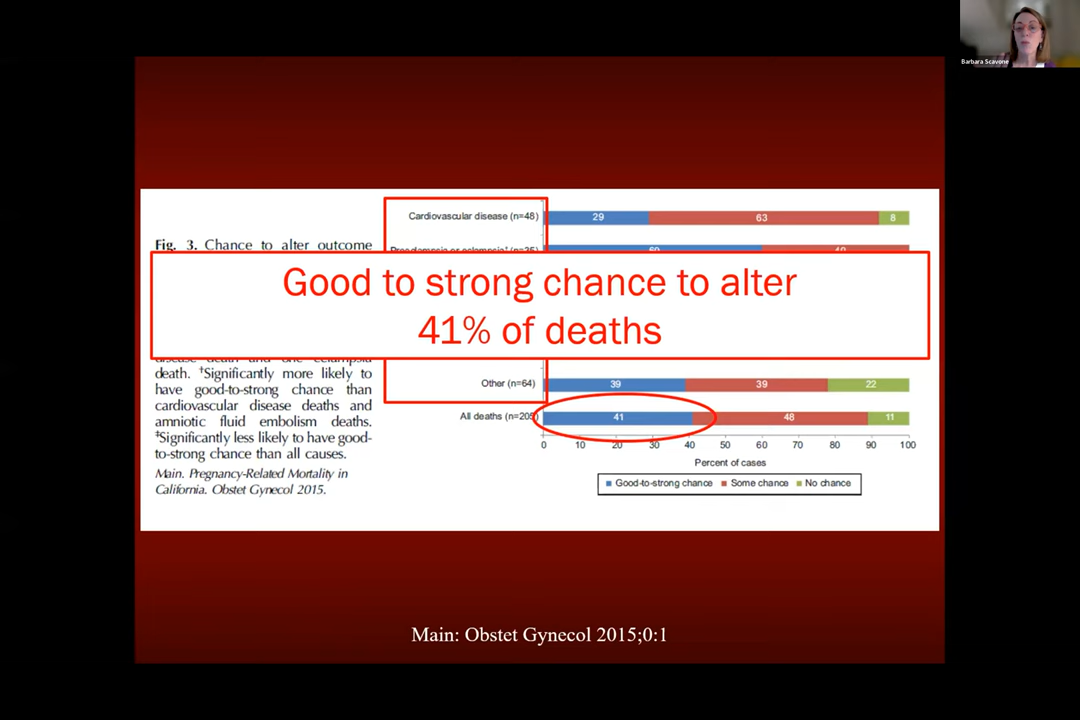 Barbara Scavone
Cardiovascular disease (n=48)
29 63 8
Fig. 3. Chance to alter outcome
Good to strong chance to alter
41% of deaths
death. †Significantly more likely to
have good-to-strong chance than
cardiovascular disease deaths and
amniotic fluid embolism deaths.
‡Significantly less likely to have good-
to-strong chance than all causes.
Main. Pregnancy-Related Mortality in
California. Obstet Gynecol 2015.
Other (n=64)
39 39 22
All deaths (n=205)
41 48 11
0 10 20 30 40 50 60 70 80 90 100
Percent of cases
Good-to-strong chance Some chance No chance
Main: Obstet Gynecol 2015;0:1